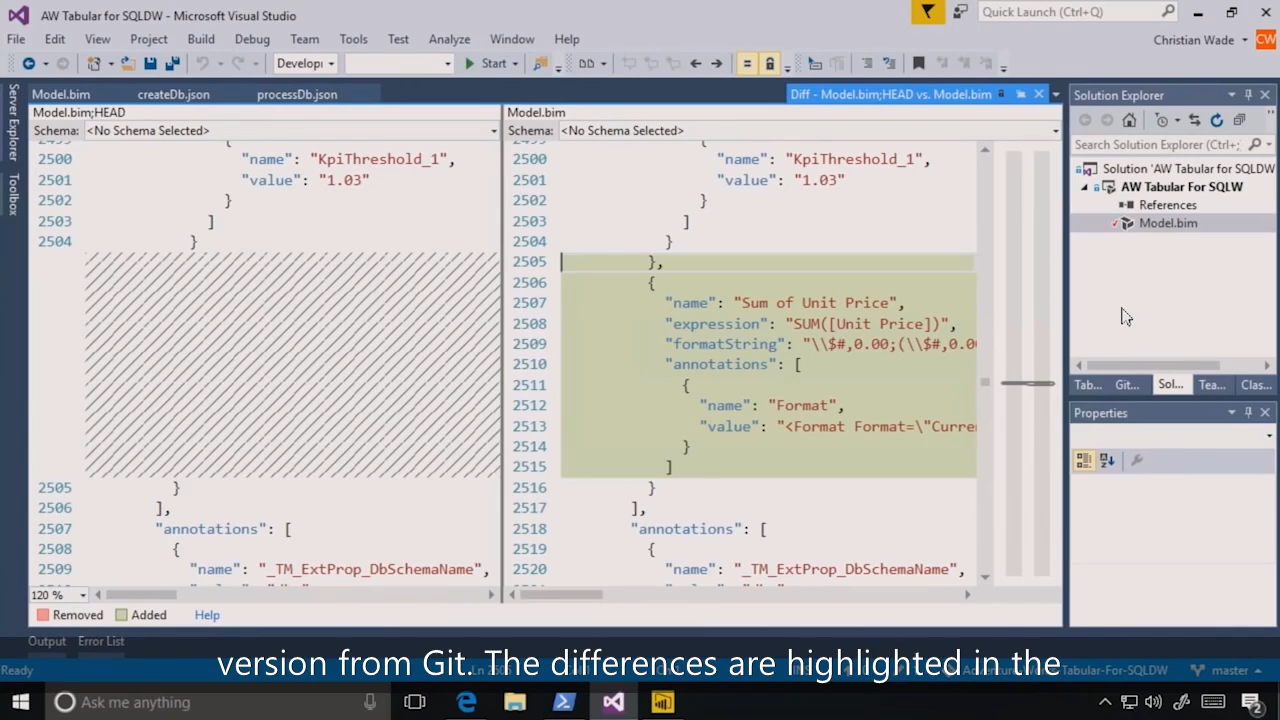 AW Tabular for SQLDW - Microsoft Visual Studio
Quick Launch (Ctrl+Q)
File Edit View Project Build Debug Team Tools Test Analyze Window Help
Christian Wade CW
Develop
Start
Server Explorer
Toolbox
Model.bim createDb.json processDb.json Diff - Model.bim;HEAD vs. Model.bim
Model.bim;HEAD
Schema: <No Schema Selected>
2500 "name": "KpiThreshold_1",
2501 "value": "1.03"
2502 }
2503 ]
2504 }
2505 }
2506 ],
2507 "annotations": [
2508 {
2509 "name": "_TM_ExtProp_DbSchemaName",
120 %
Model.bim
Schema: <No Schema Selected>
2500 "name": "KpiThreshold_1",
2501 "value": "1.03"
2502 }
2503 ]
2504 }
2505 },
2506 {
2507 "name": "Sum of Unit Price",
2508 "expression": "SUM([Unit Price])",
2509 "formatString": "\\$#,0.00;(\\$#,0.00
2510 "annotations": [
2511 {
2512 "name": "Format",
2513 "value": "<Format Format=\"Curren
2514 }
2515 ]
2516 }
2517 ],
2518 "annotations": [
2519 {
2520 "name": "_TM_ExtProp_DbSchemaName",
Removed Added Help
Solution Explorer
Search Solution Explorer (Ctrl+;
Solution 'AW Tabular for SQLDW
AW Tabular For SQLW
References
Model.bim
Tab... Git... Sol... Tea... Clas...
Properties
Output Error List
version from Git. The differences are highlighted in the
Ready
master
Ask me anything
2